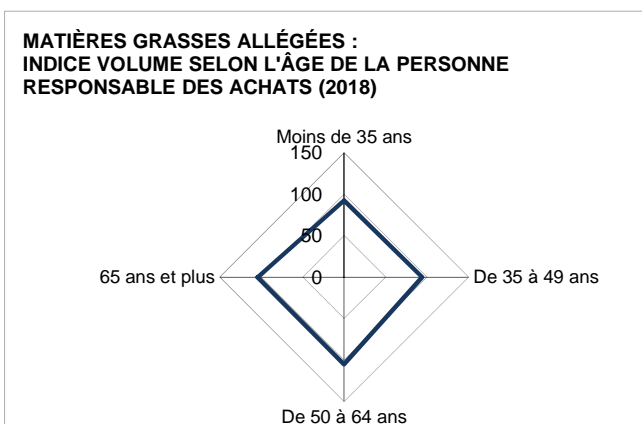 MATIÈRES GRASSES ALLÉGÉES :
INDICE VOLUME SELON L'ÂGE DE LA PERSONNE
RESPONSABLE DES ACHATS (2018)
Moins de 35 ans
150
100
50
65 ans et plus
0
De 35 à 49 ans
De 50 à 64 ans